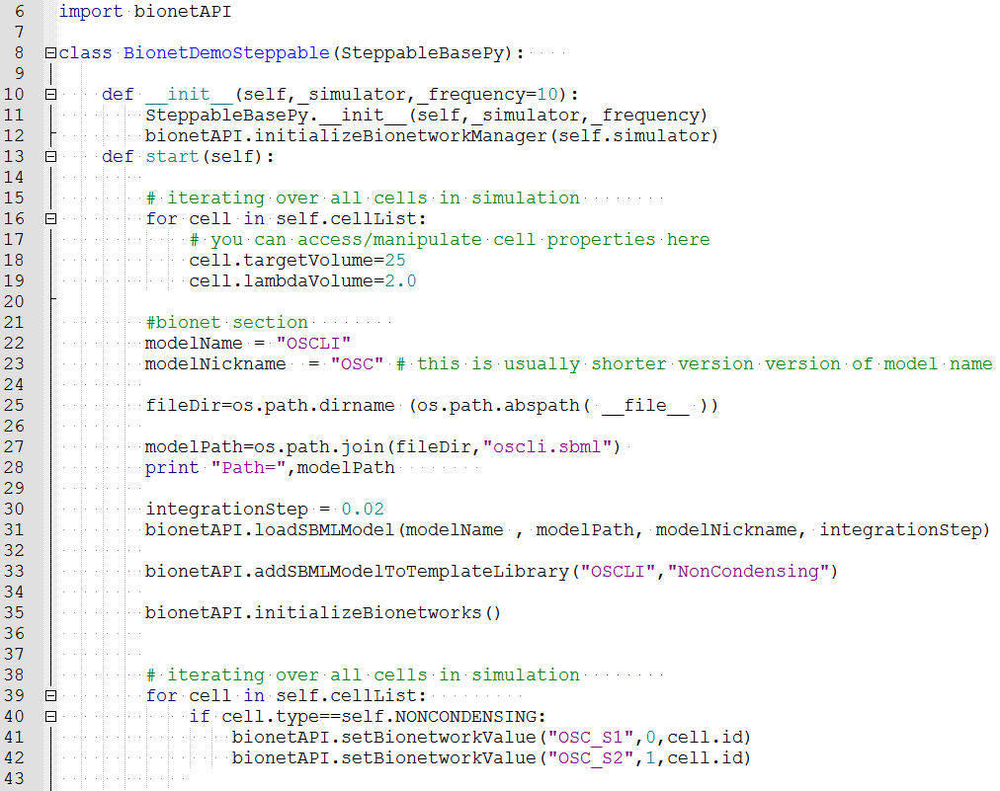 6 import bionetAPI
7
8 class BionetDemoSteppable(SteppableBasePy):
9
10 def __init__(self,_simulator,_frequency=10):
11 SteppableBasePy.__init__(self,_simulator,_frequency)
12 bionetAPI.initializeBionetworkManager(self.simulator)
13 def start(self):
14
15 # iterating over all cells in simulation
16 for cell in self.cellList:
17 # you can access/manipulate cell properties here
18 cell.targetVolume=25
19 cell.lambdaVolume=2.0
20
21 #bionet section
22 modelName = "OSCLI"
23 modelNickname  = "OSC" # this is usually shorter version version of model name
24
25 fileDir=os.path.dirname (os.path.abspath( __file__ ))
26
27 modelPath=os.path.join(fileDir,"oscli.sbml")
28 print "Path=",modelPath
29
30 integrationStep = 0.02
31 bionetAPI.loadSBMLModel(modelName , modelPath, modelNickname, integrationStep)
32
33 bionetAPI.addSBMLModelToTemplateLibrary("OSCLI","NonCondensing")
34
35 bionetAPI.initializeBionetworks()
36
37
38 # iterating over all cells in simulation
39 for cell in self.cellList:
40 if cell.type==self.NONCONDENSING:
41 bionetAPI.setBionetworkValue("OSC_S1",0,cell.id)
42 bionetAPI.setBionetworkValue("OSC_S2",1,cell.id)
43